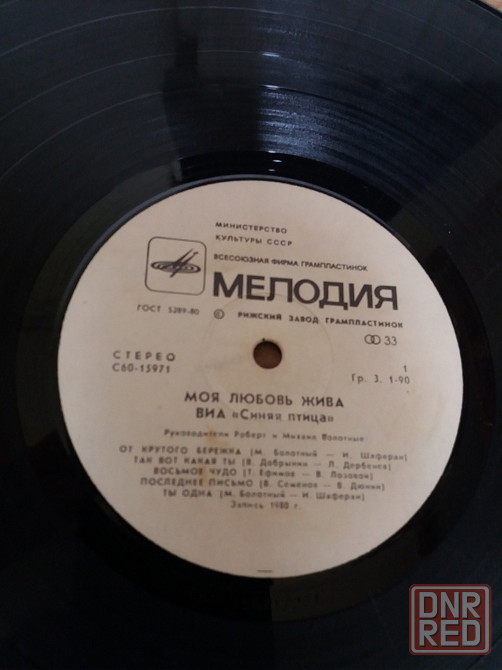 МИНИСТЕРСТВО
КУЛЬТУРЫ СССР
ВСЕСОЮЗНАЯ ФИРМА ГРАМПЛАСТИНОК
МЕЛОДИЯ
ГОСТ 5289-80 © РИЖСКИЙ ЗАВОД ГРАМПЛАСТИНОК
33
СТЕРЕО 1
С60-15971 Гр. 3. 1-90
МОЯ ЛЮБОВЬ ЖИВА
ВИА «Синяя птица»
Руководители Роберт и Михаил Болотные
ОТ КРУТОГО БЕРЕЖКА (М. Болотный — И. Шаферан)
ТАК ВОТ КАКАЯ ТЫ (В. Добрынин — Л. Дербенев)
ВОСЬМОЕ ЧУДО (Т. Ефимов — В. Лозовой)
ПОСЛЕДНЕЕ ПИСЬМО (В. Семенов — В. Дюнин)
ТЫ ОДНА (М. Болотный — И. Шаферан)
Запись 1980 г.
DNR
RED